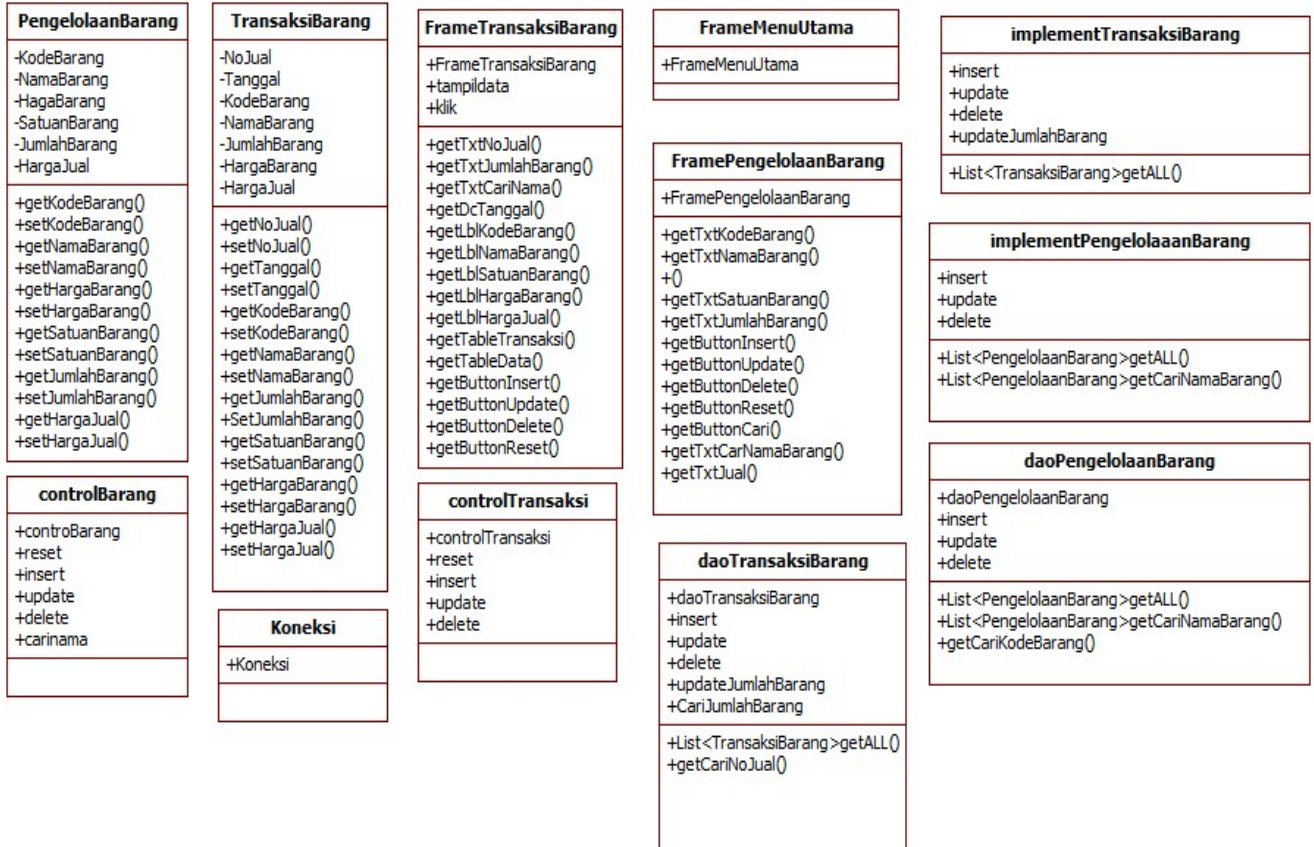 PengelolaanBarang
-KodeBarang
-NamaBarang
-HagaBarang
-SatuanBarang
-JumlahBarang
-HargaJual
+getKodeBarang()
+setKodeBarang()
+getNamaBarang()
+setNamaBarang()
+getHargaBarang()
+setHargaBarang()
+getSatuanBarang()
+setSatuanBarang()
+getJumlahBarang()
+setJumlahBarang()
+getHargaJual()
+setHargaJual()
controlBarang
+controBarang
+reset
+insert
+update
+delete
+carinama
TransaksiBarang
-NoJual
-Tanggal
-KodeBarang
-NamaBarang
-JumlahBarang
-HargaBarang
-HargaJual
+getNoJual()
+setNoJual()
+getTanggal()
+setTanggal()
+getKodeBarang()
+setKodeBarang()
+getNamaBarang()
+setNamaBarang()
+getJumlahBarang()
+SetJumlahBarang()
+getSatuanBarang()
+setSatuanBarang()
+getHargaBarang()
+setHargaBarang()
+getHargaJual()
+setHargaJual()
Koneksi
+Koneksi
FrameTransaksiBarang
+FrameTransaksiBarang
+tampildata
+klik
+getTxtNoJual()
+getTxtJumlahBarang()
+getTxtCariNama()
+getDcTanggal()
+getLblKodeBarang()
+getLblNamaBarang()
+getLblSatuanBarang()
+getLblHargaBarang()
+getLblHargaJual()
+getTableTransaksi()
+getTableData()
+getButtonInsert()
+getButtonUpdate()
+getButtonDelete()
+getButtonReset()
controlTransaksi
+controlTransaksi
+reset
+insert
+update
+delete
FrameMenuUtama
+FrameMenuUtama
FramePengelolaanBarang
+FramePengelolaanBarang
+getTxtKodeBarang()
+getTxtNamaBarang()
+()
+getTxtSatuanBarang()
+getTxtJumlahBarang()
+getButtonInsert()
+getButtonUpdate()
+getButtonDelete()
+getButtonReset()
+getButtonCari()
+getTxtCarNamaBarang()
+getTxtJual()
daoTransaksiBarang
+daoTransaksiBarang
+insert
+update
+delete
+updateJumlahBarang
+CariJumlahBarang
+List<TransaksiBarang>getALL()
+getCariNoJual()
implementTransaksiBarang
+insert
+update
+delete
+updateJumlahBarang
+List<TransaksiBarang>getALL()
implementPengelolaaanBarang
+insert
+update
+delete
+List<PengelolaanBarang>getALL()
+List<PengelolaanBarang>getCariNamaBarang()
daoPengelolaanBarang
+daoPengelolaanBarang
+insert
+update
+delete
+List<PengelolaanBarang>getALL()
+List<PengelolaanBarang>getCariNamaBarang()
+getCariKodeBarang()